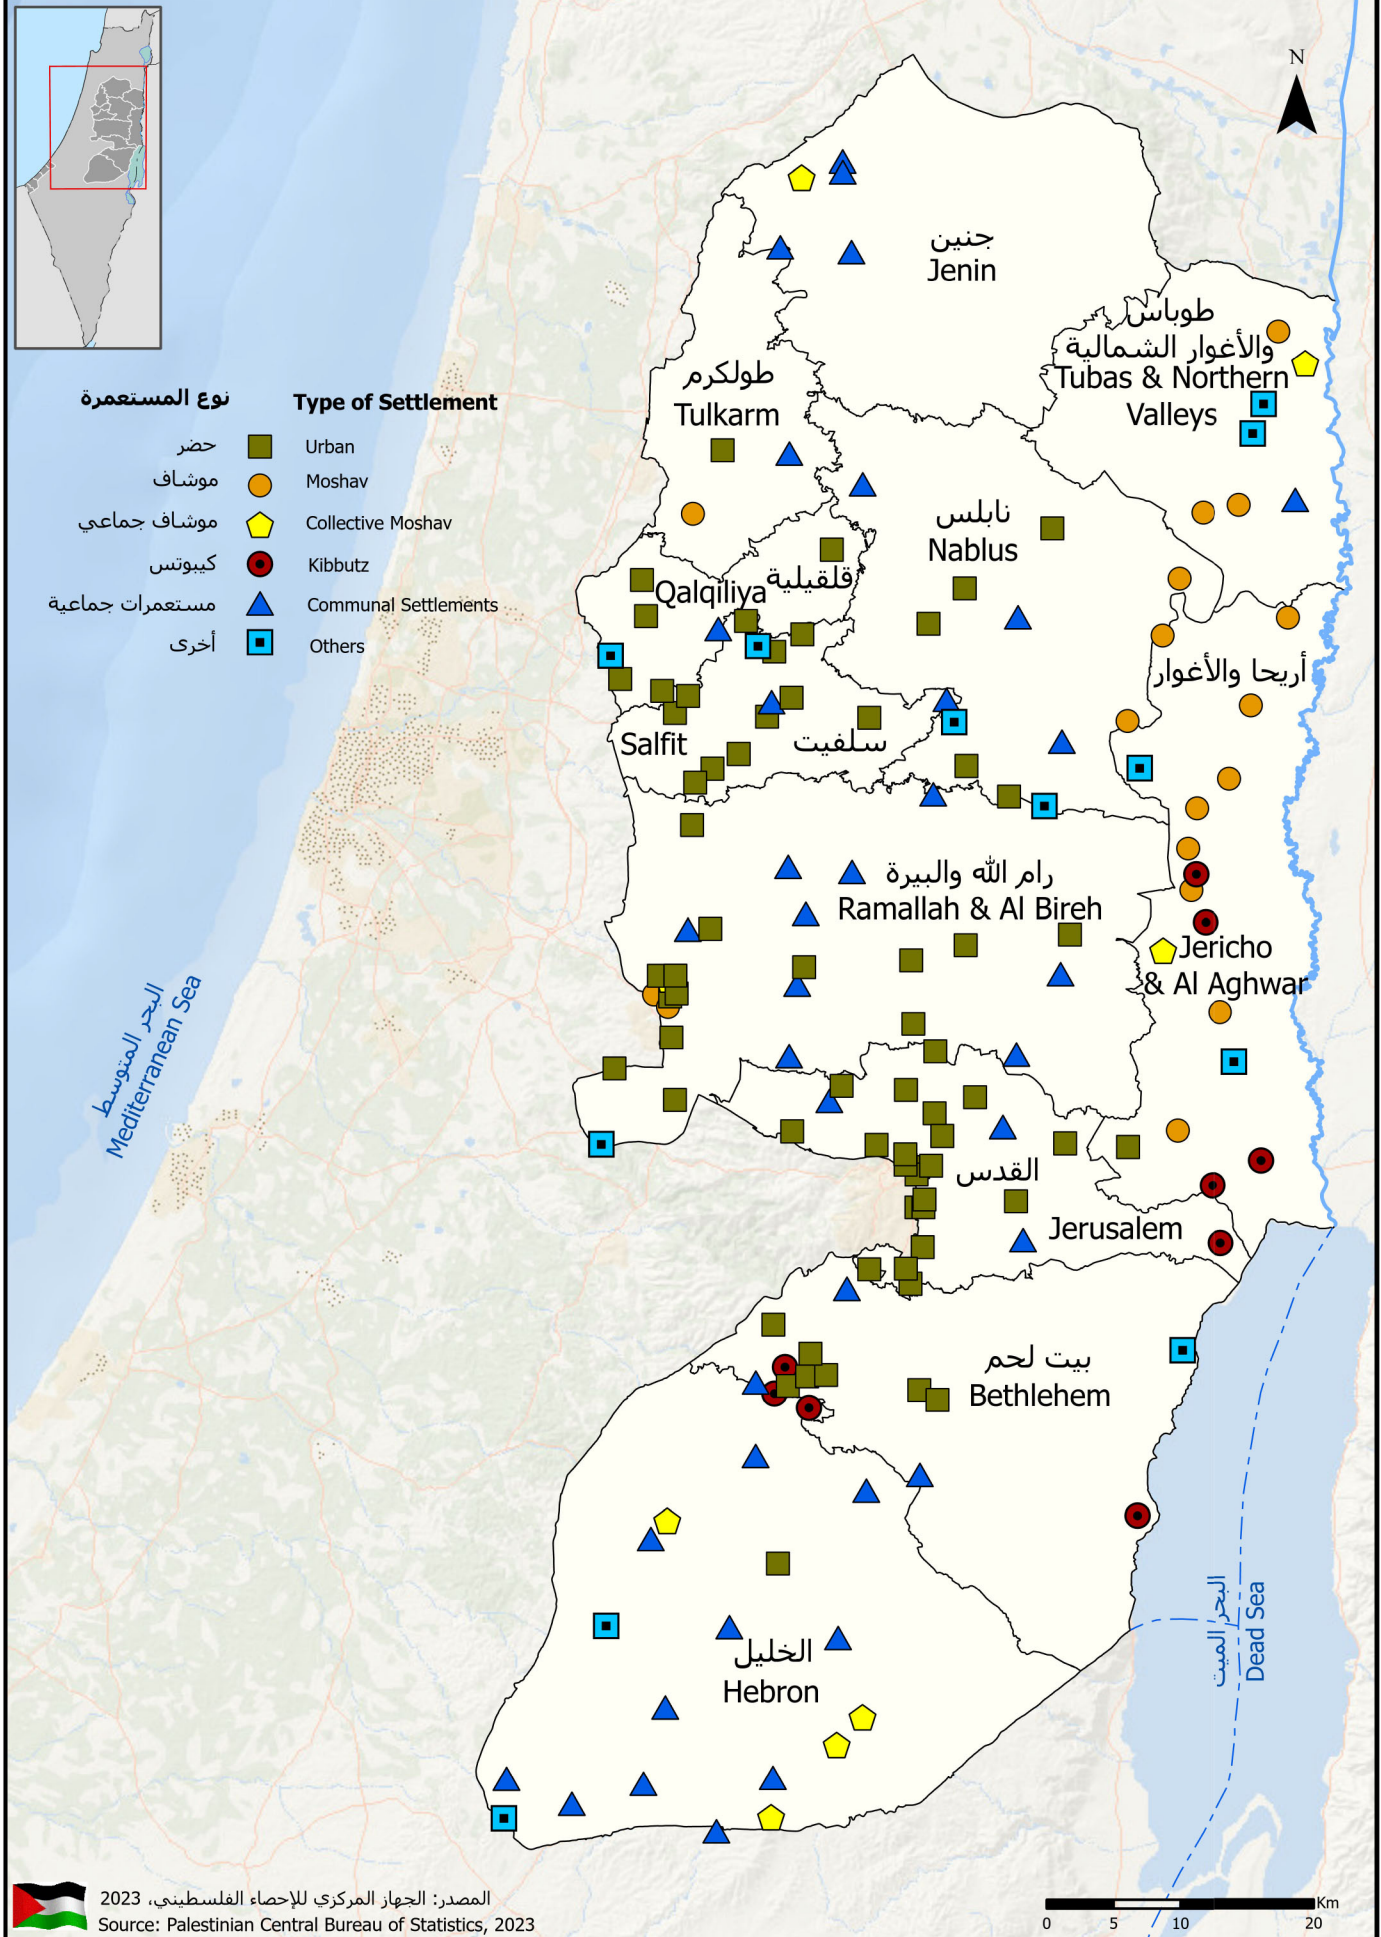 N
جنين
Jenin
طوباس
والأغوار الشمالية
Tubas & Northern
Valleys
طولكرم
Tulkarm
نوع المستعمرة
Type of Settlement
حضر
Urban
موشاف
Moshav
موشاف جماعي
Collective Moshav
كيبوتس
Kibbutz
مستعمرات جماعية
Communal Settlements
أخرى
Others
نابلس
Nablus
قلقيلية
Qalqiliya
أريحا والأغوار
Salfit
سلفيت
رام الله والبيرة
Ramallah & Al Bireh
Jericho
& Al Aghwar
البحر المتوسط
Mediterranean Sea
القدس
Jerusalem
بيت لحم
Bethlehem
البحر الميت
Dead Sea
الخليل
Hebron
المصدر: الجهاز المركزي للإحصاء الفلسطيني، 2023
Source: Palestinian Central Bureau of Statistics, 2023
Km
0 5 10 20